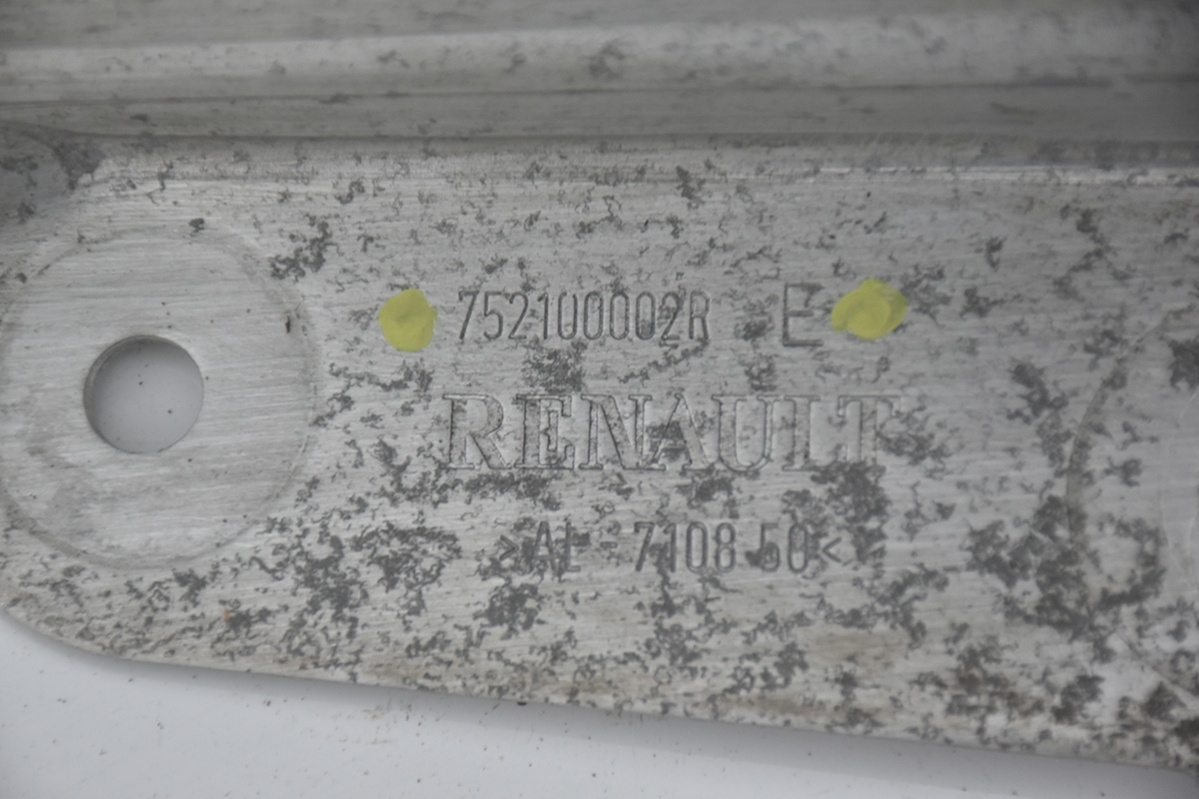 752100002R E
RENAULT
>AL 7108 50<